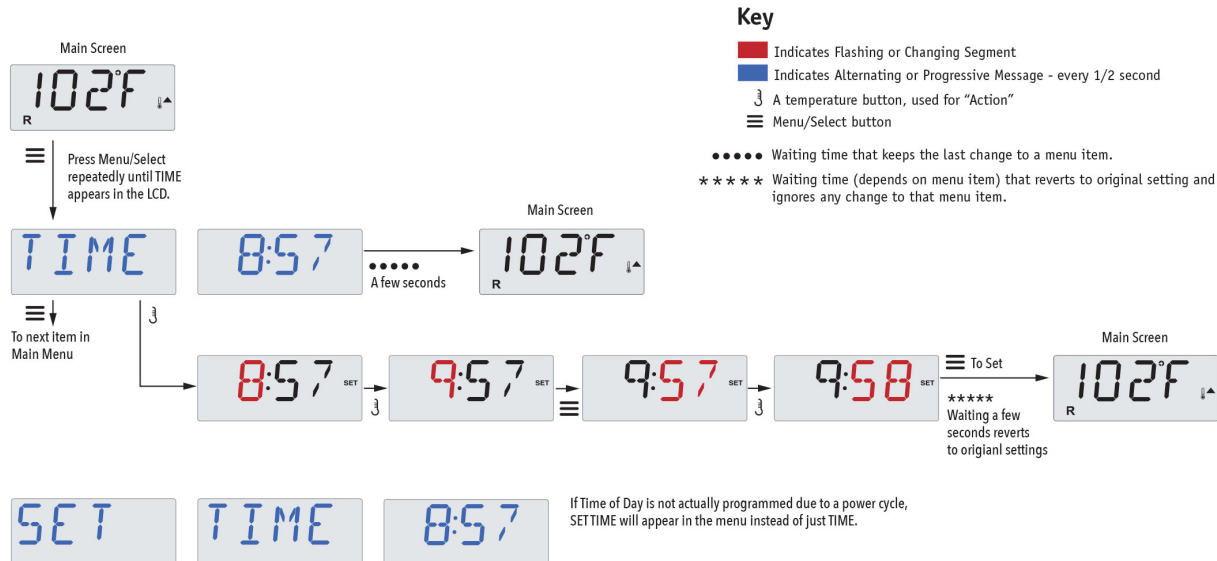 Key
Indicates Flashing or Changing Segment
Indicates Alternating or Progressive Message - every 1/2 second
A temperature button, used for “Action”
Menu/Select button
••••• Waiting time that keeps the last change to a menu item.
***** Waiting time (depends on menu item) that reverts to original setting and
ignores any change to that menu item.
Main Screen
102°F
R
Press Menu/Select
repeatedly until TIME
appears in the LCD.
TIME
8:57
•••••
A few seconds
Main Screen
102°F
R
To next item in
Main Menu
8:57 SET
9:57 SET
9:57 SET
9:58 SET
To Set
*****
Waiting a few
seconds reverts
to origianl settings
Main Screen
102°F
R
SET
TIME
8:57
If Time of Day is not actually programmed due to a power cycle,
SET TIME will appear in the menu instead of just TIME.